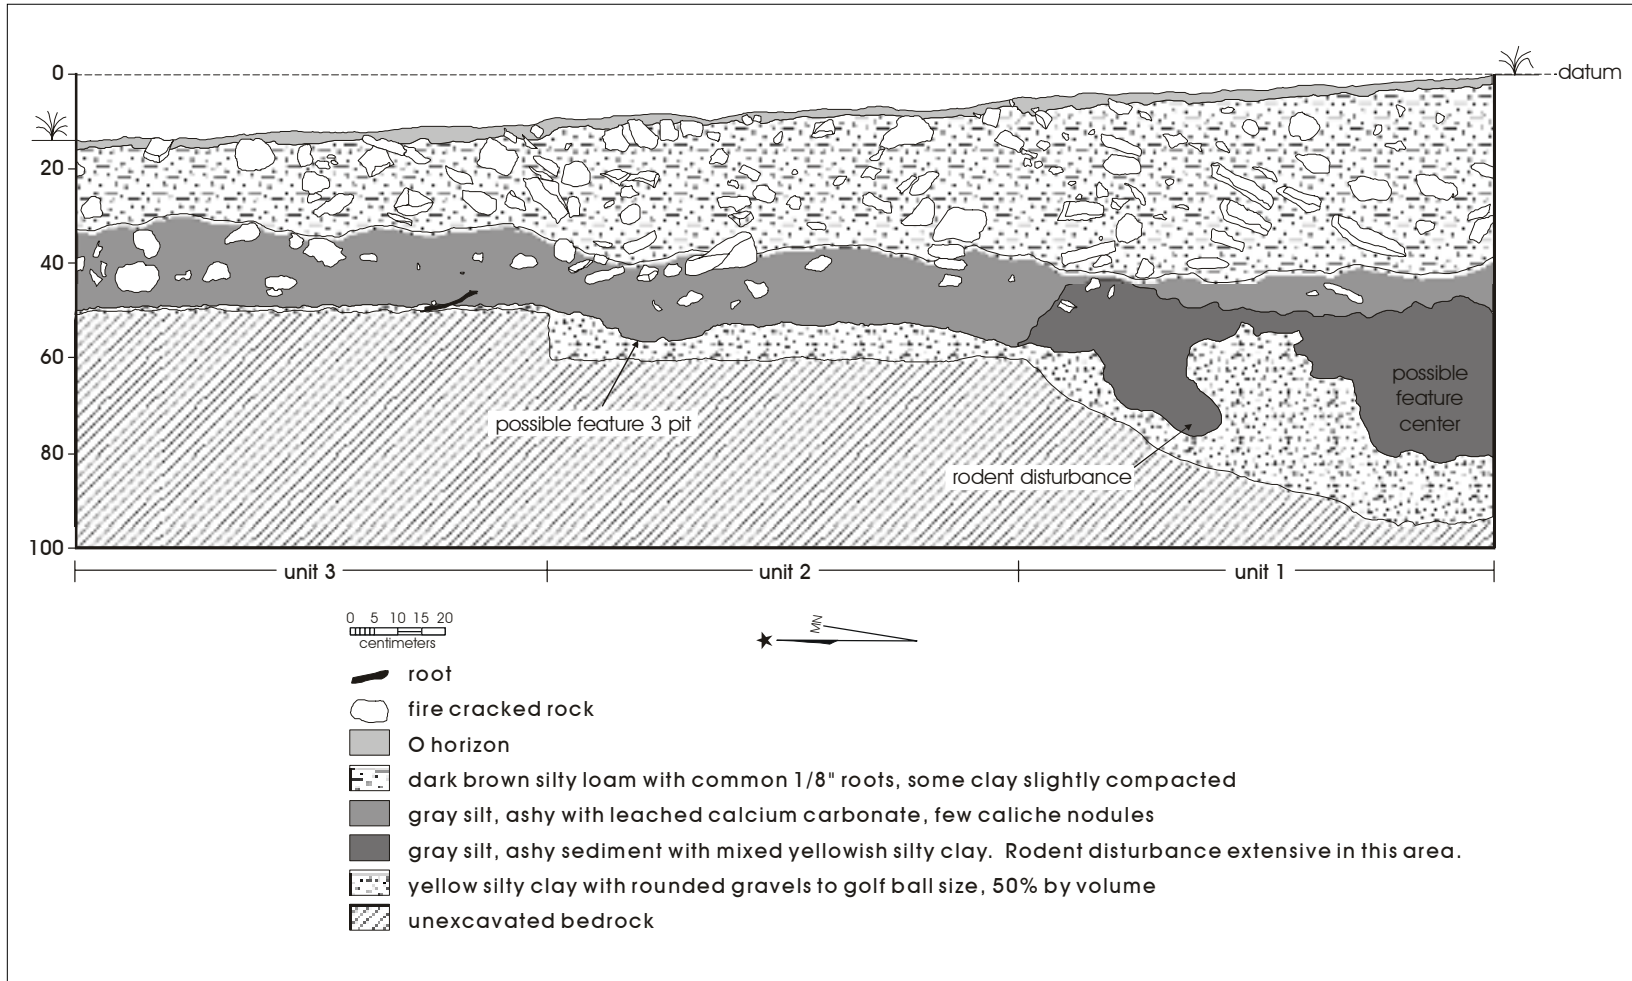 0
datum
20
40
60
80
100
possible
feature
center
possible feature 3 pit
rodent disturbance
unit 3
unit 2
unit 1
0 5 10 15 20
centimeters
MN
root
fire cracked rock
O horizon
dark brown silty loam with common 1/8" roots, some clay slightly compacted
gray silt, ashy with leached calcium carbonate, few caliche nodules
gray silt, ashy sediment with mixed yellowish silty clay. Rodent disturbance extensive in this area.
yellow silty clay with rounded gravels to golf ball size, 50% by volume
unexcavated bedrock